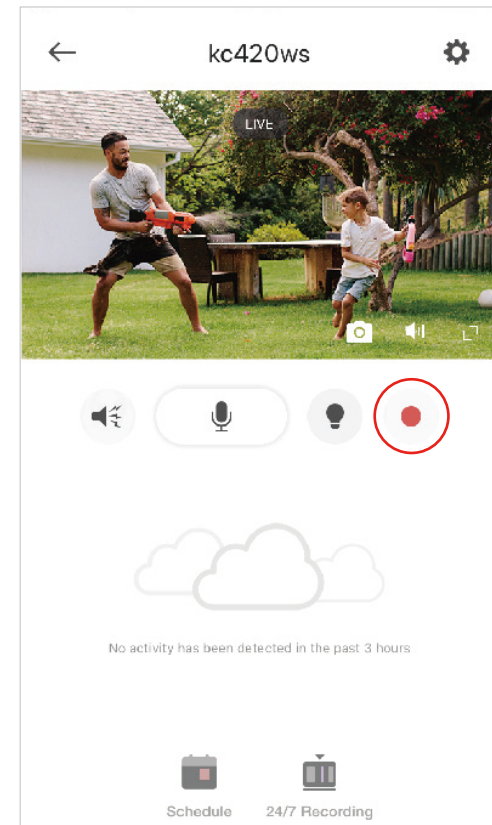 kc420ws
LIVE
No activity has been detected in the past 3 hours
Schedule
24/7 Recording